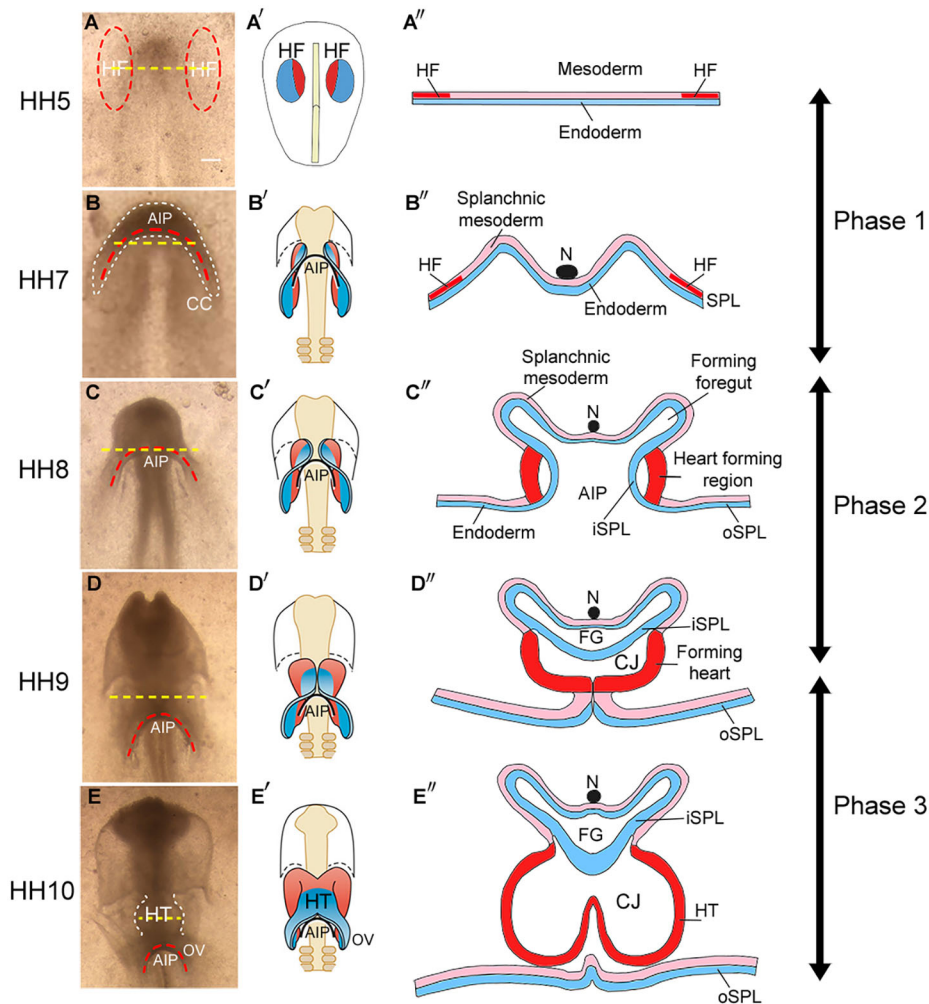 A
HF
HF
A′
HF
HF
A″
HF
Mesoderm
HF
Endoderm
HH5
B
AIP
CC
B′
AIP
B″
Splanchnic
mesoderm
N
HF
HF
Endoderm
SPL
HH7
Phase 1
C
AIP
C′
AIP
C″
Splanchnic
mesoderm
N
Forming
foregut
Heart forming
region
AIP
Endoderm
iSPL
oSPL
HH8
Phase 2
D
AIP
D′
AIP
D″
N
FG
iSPL
CJ
Forming
heart
oSPL
HH9
E
HT
AIP
OV
E′
HT
AIP
OV
E″
N
FG
iSPL
CJ
HT
oSPL
HH10
Phase 3